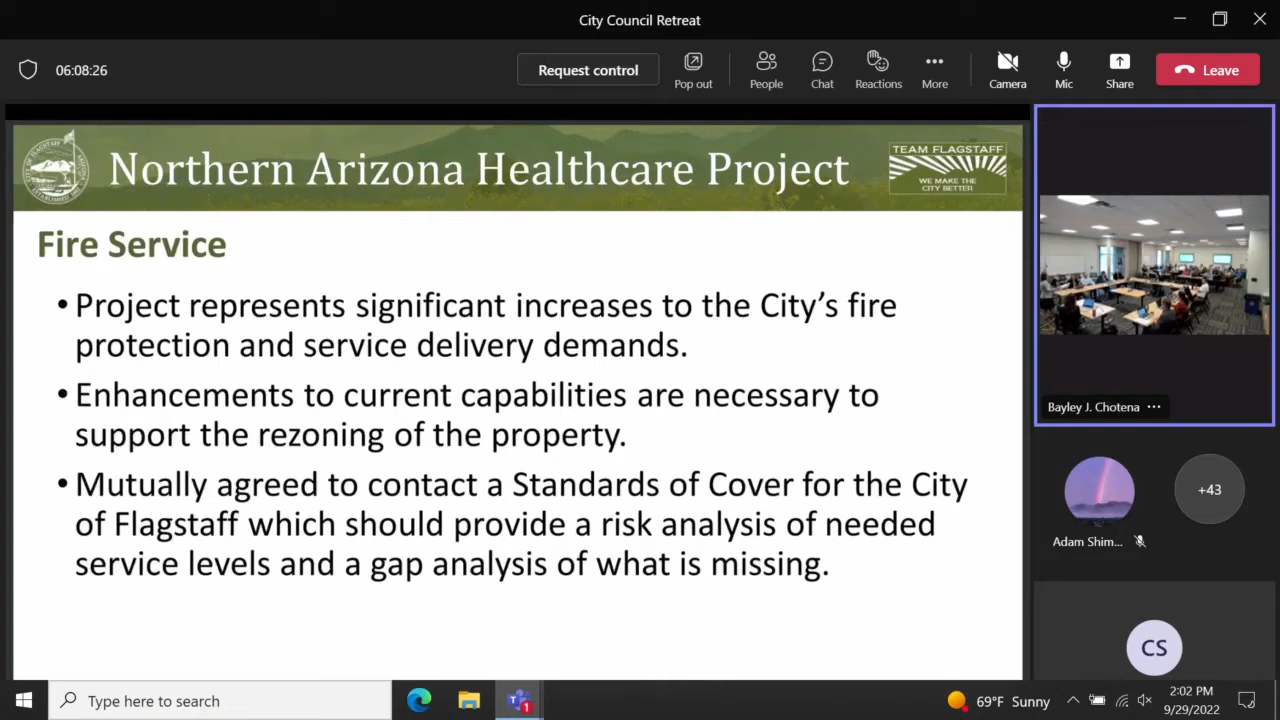 City Council Retreat
06:08:26
Request control
Pop out
People
Chat
Reactions
More
Camera
Mic
Share
Leave
Northern Arizona Healthcare Project
TEAM FLAGSTAFF
WE MAKE THE
CITY BETTER
Fire Service
• Project represents significant increases to the City’s fire
protection and service delivery demands.
• Enhancements to current capabilities are necessary to
support the rezoning of the property.
• Mutually agreed to contact a Standards of Cover for the City
of Flagstaff which should provide a risk analysis of needed
service levels and a gap analysis of what is missing.
Bayley J. Chotena
+43
Adam Shim...
CS
Type here to search
1
69°F Sunny
2:02 PM
9/29/2022